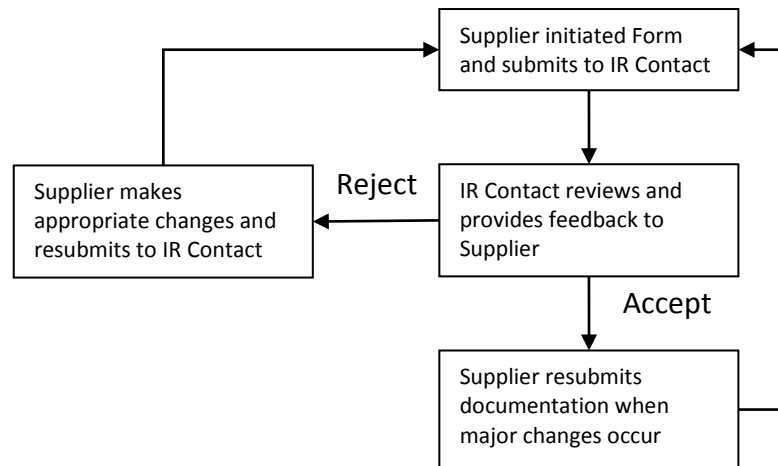 Supplier initiated Form
and submits to IR Contact
Supplier makes
appropriate changes and
resubmits to IR Contact
Reject
IR Contact reviews and
provides feedback to
Supplier
Accept
Supplier resubmits
documentation when
major changes occur